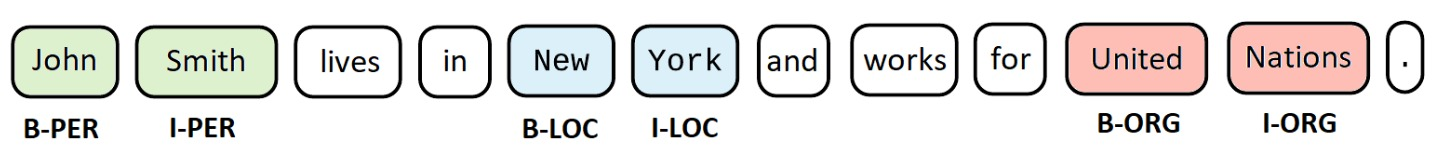 John Smith lives in New York and works for United Nations .
B-PER I-PER B-LOC I-LOC B-ORG I-ORG